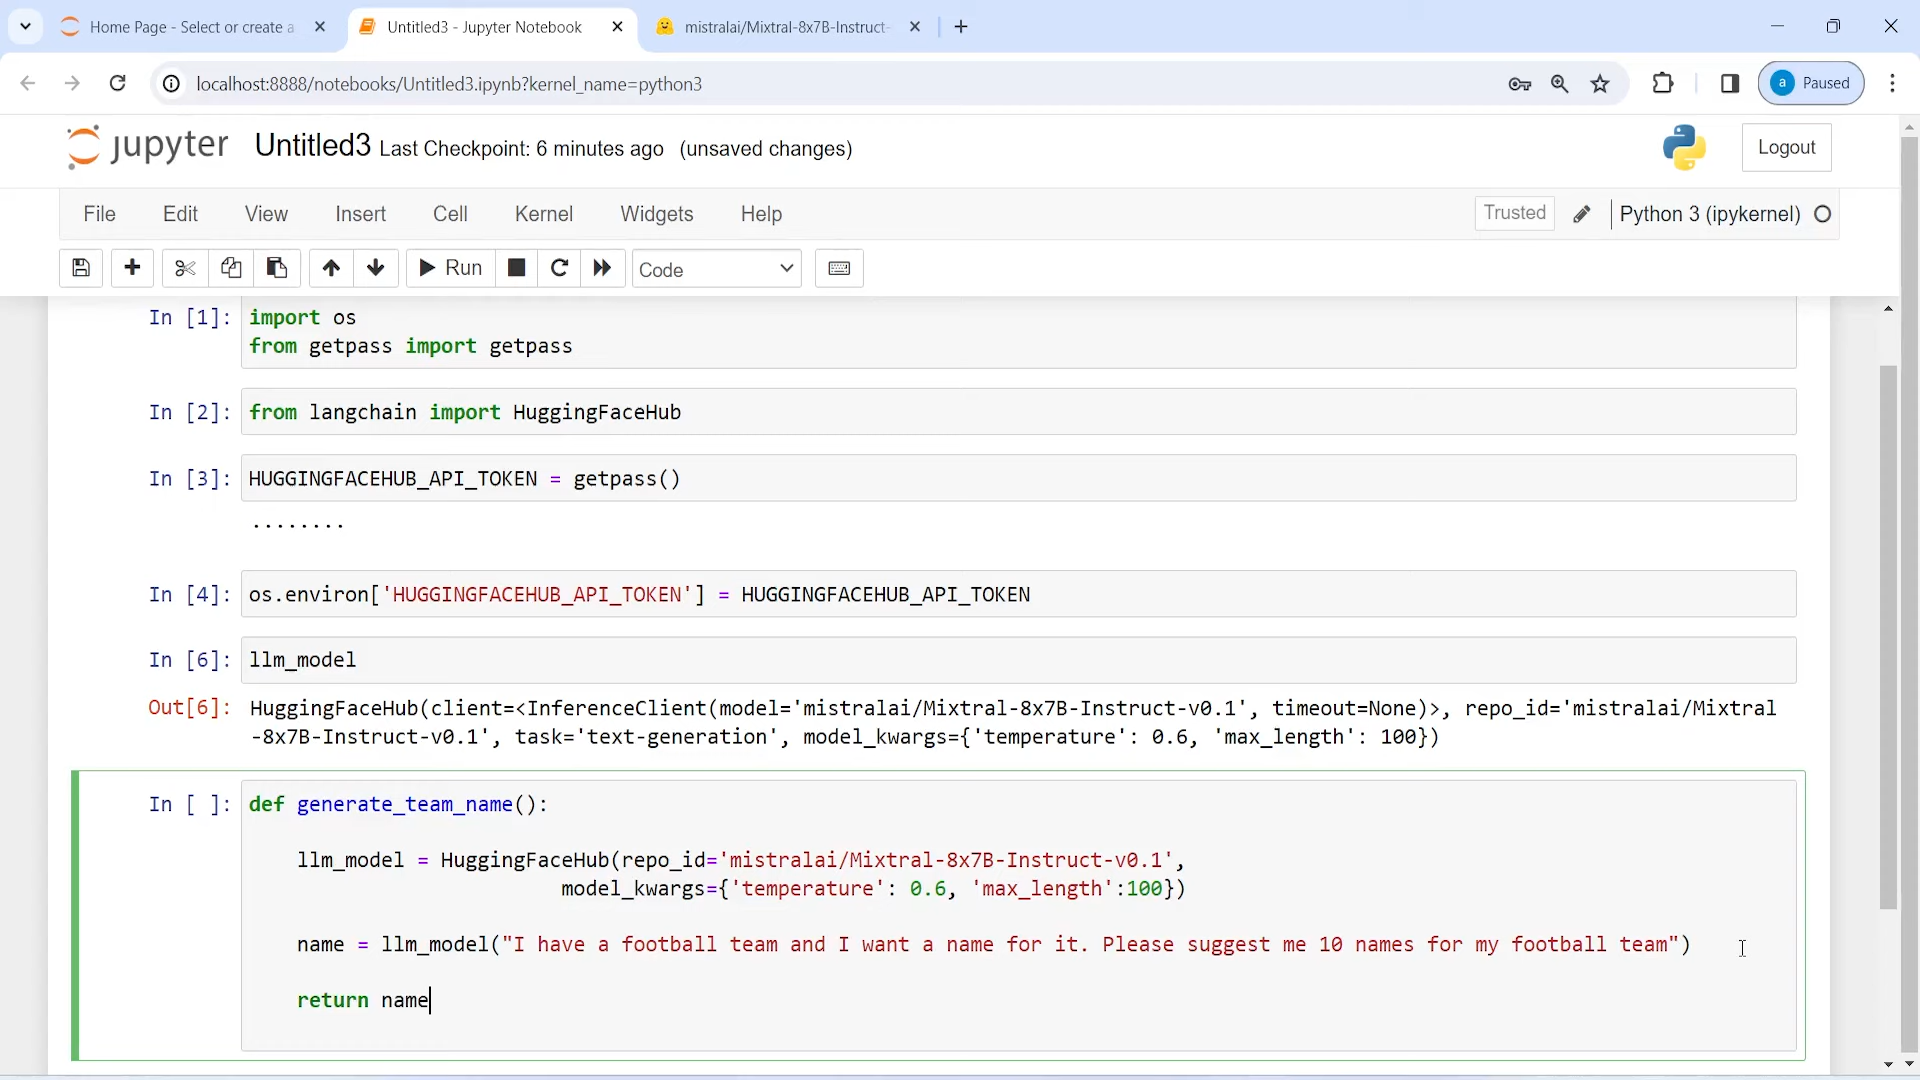 Home Page - Select or create a
Untitled3 - Jupyter Notebook
mistralai/Mixtral-8x7B-Instruct-
localhost:8888/notebooks/Untitled3.ipynb?kernel_name=python3
a Paused
jupyter Untitled3 Last Checkpoint: 6 minutes ago (unsaved changes)
Logout
File Edit View Insert Cell Kernel Widgets Help
Trusted Python 3 (ipykernel)
Run Code
In [1]: import os
from getpass import getpass
In [2]: from langchain import HuggingFaceHub
In [3]: HUGGINGFACEHUB_API_TOKEN = getpass()
........
In [4]: os.environ['HUGGINGFACEHUB_API_TOKEN'] = HUGGINGFACEHUB_API_TOKEN
In [6]: llm_model
Out[6]: HuggingFaceHub(client=<InferenceClient(model='mistralai/Mixtral-8x7B-Instruct-v0.1', timeout=None)>, repo_id='mistralai/Mixtral
-8x7B-Instruct-v0.1', task='text-generation', model_kwargs={'temperature': 0.6, 'max_length': 100})
In [ ]: def generate_team_name():
llm_model = HuggingFaceHub(repo_id='mistralai/Mixtral-8x7B-Instruct-v0.1',
model_kwargs={'temperature': 0.6, 'max_length':100})
name = llm_model("I have a football team and I want a name for it. Please suggest me 10 names for my football team")
return name